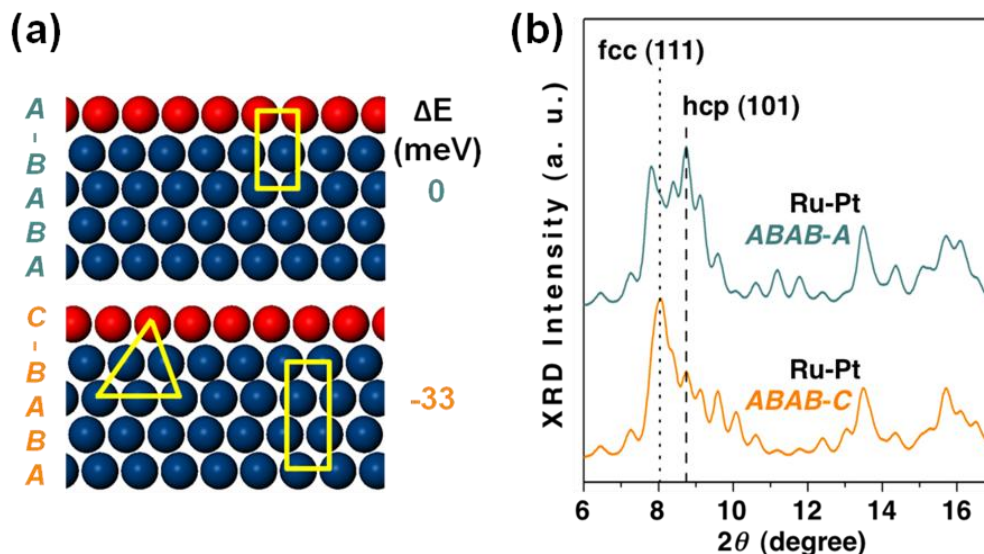 (a)
A
-
B
A
B
A
ΔE
(meV)
0
C
-
B
A
B
A
-33
(b)
XRD Intensity (a. u.)
fcc (111)
hcp (101)
Ru-Pt
ABAB-A
Ru-Pt
ABAB-C
6 8 10 12 14 16
2θ (degree)